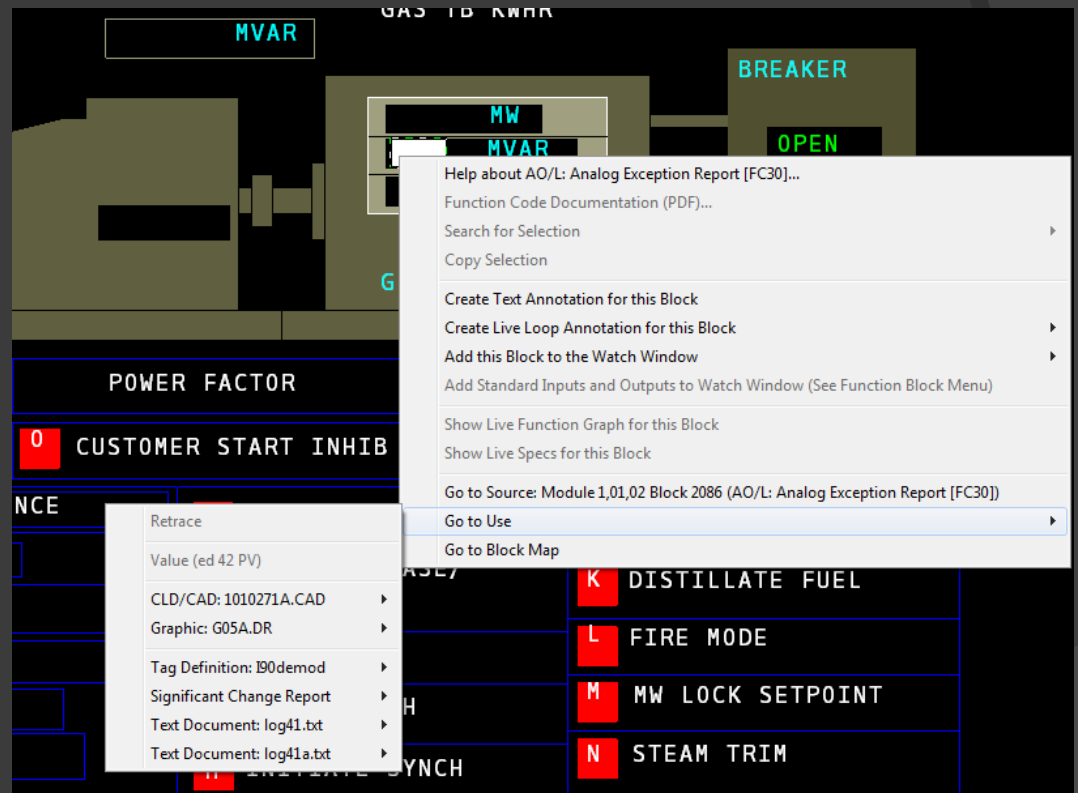 GAS TB KWHR
MVAR
BREAKER
MW
OPEN
MVAR
G
Help about AO/L: Analog Exception Report [FC30]...
Function Code Documentation (PDF)...
Search for Selection
Copy Selection
Create Text Annotation for this Block
Create Live Loop Annotation for this Block
Add this Block to the Watch Window
Add Standard Inputs and Outputs to Watch Window (See Function Block Menu)
Show Live Function Graph for this Block
Show Live Specs for this Block
Go to Source: Module 1,01,02 Block 2086 (AO/L: Analog Exception Report [FC30])
Go to Use
Go to Block Map
POWER FACTOR
O CUSTOMER START INHIB
NCE
Retrace
Value (ed 42 PV)
CLD/CAD: 1010271A.CAD
Graphic: G05A.DR
Tag Definition: I90demod
Significant Change Report
Text Document: log41.txt
Text Document: log41a.txt
K DISTILLATE FUEL
L FIRE MODE
H
M MW LOCK SETPOINT
N STEAM TRIM
INITIATE SYNCH